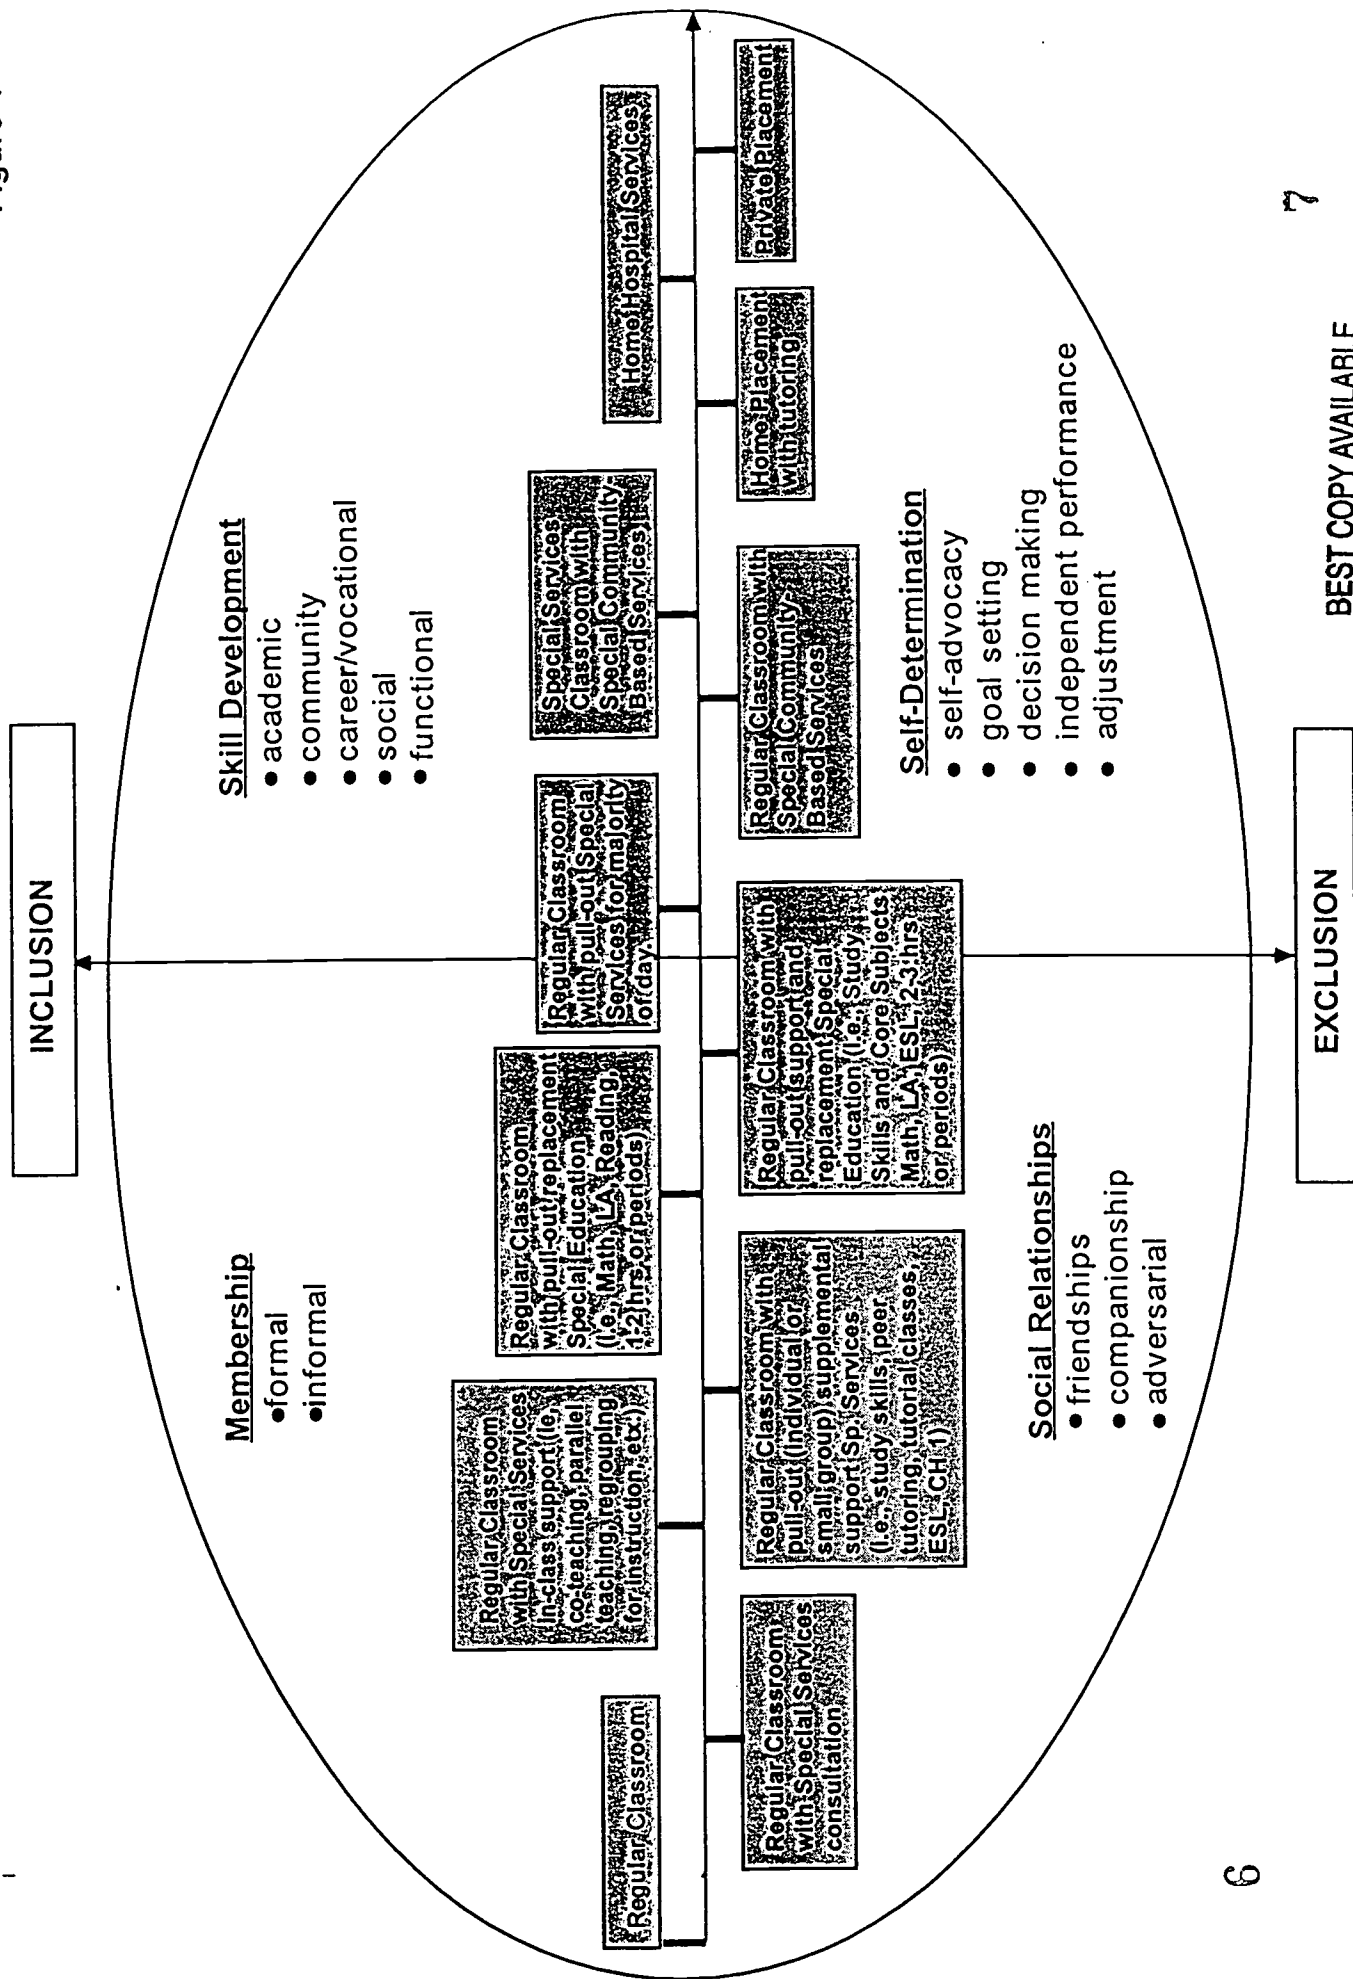 INCLUSION
Membership
• formal
• informal
Skill Development
• academic
• community
• career/vocational
• social
• functional
Regular Classroom
Regular Classroom
with Special Services
in-class support (ie,
co-teaching, parallel
teaching, regrouping
for instruction, etc.)
Regular Classroom
with pull-out/replacement
Special Education
(i.e., Math, LA, Reading,
1-2 hrs or periods)
Regular Classroom
with pull-out Special
Services for majority
of day.
Special Services
Classroom with
Special Community-
Based Services
Home/Hospital Services
Regular Classroom
with Special Services
consultation
Regular Classroom with
pull-out (individual or
small group) supplemental
support Sp. Services
(i.e., study skills, peer
tutoring, tutorial classes,
ESL, CH. 1)
Regular Classroom with
pull-out support and
replacement Special
Education (i.e., Study
Skills and Core Subjects
Math, LA, ESL, 2-3 hrs
or periods)
Regular Classroom with
Special Community-
Based Services
Home Placement
with tutoring
Private Placement
Social Relationships
• friendships
• companionship
• adversarial
Self-Determination
• self-advocacy
• goal setting
• decision making
• independent performance
• adjustment
EXCLUSION
6
7
BEST COPY AVAILABLE